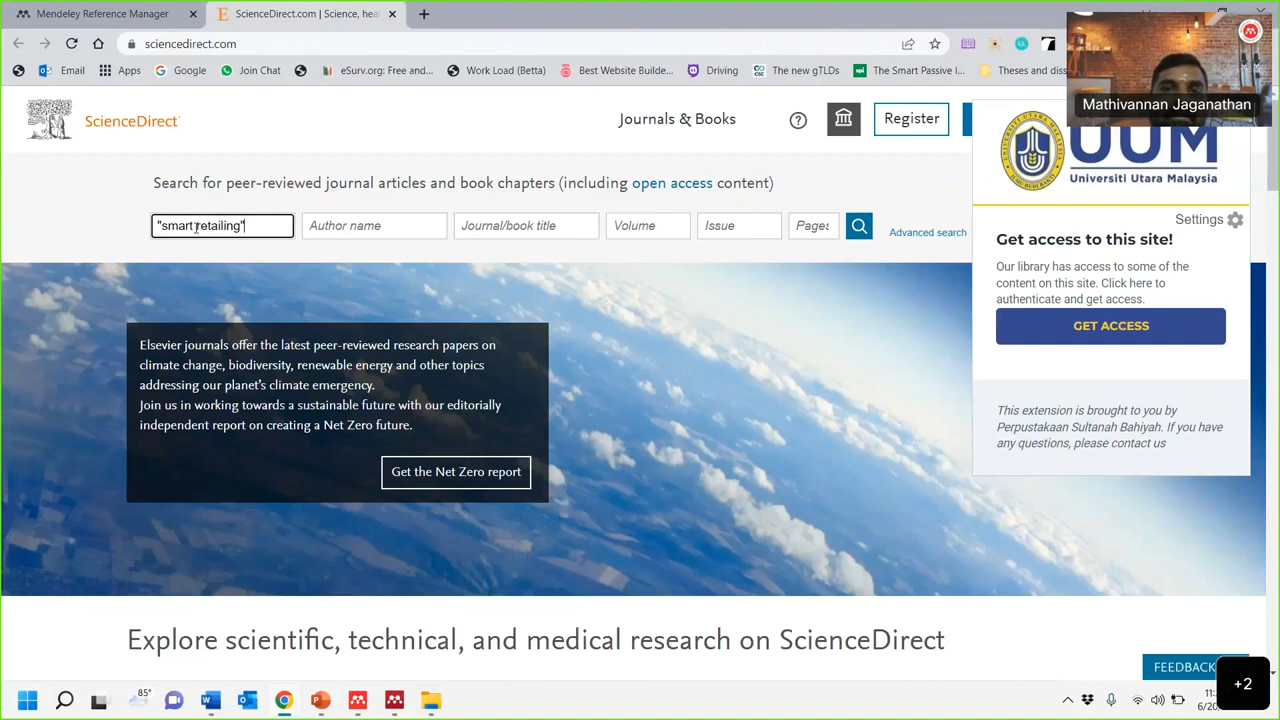 Mendeley Reference Manager
ScienceDirect.com | Science, heal
sciencedirect.com
Email
Apps
Google
Join Chat
eSurveypro: Free and...
Work Load (Betta)
Best Website Builde...
Driving
The new gTLDs
The Smart Passive I...
Theses and diss
Mathivannan Jaganathan
ScienceDirect
Journals & Books
Register
UUM
Universiti Utara Malaysia
Search for peer-reviewed journal articles and book chapters (including open access content)
"smart retailing"
Author name
Journal/book title
Volume
Issue
Pages
Advanced search
Settings
Get access to this site!
Our library has access to some of the
content on this site. Click here to
authenticate and get access.
GET ACCESS
Elsevier journals offer the latest peer-reviewed research papers on
climate change, biodiversity, renewable energy and other topics
addressing our planet's climate emergency.
Join us in working towards a sustainable future with our editorially
independent report on creating a Net Zero future.
Get the Net Zero report
This extension is brought to you by
Perpustakaan Sultanah Bahiyah. If you have
any questions, please contact us
Explore scientific, technical, and medical research on ScienceDirect
FEEDBACK
+2
85°